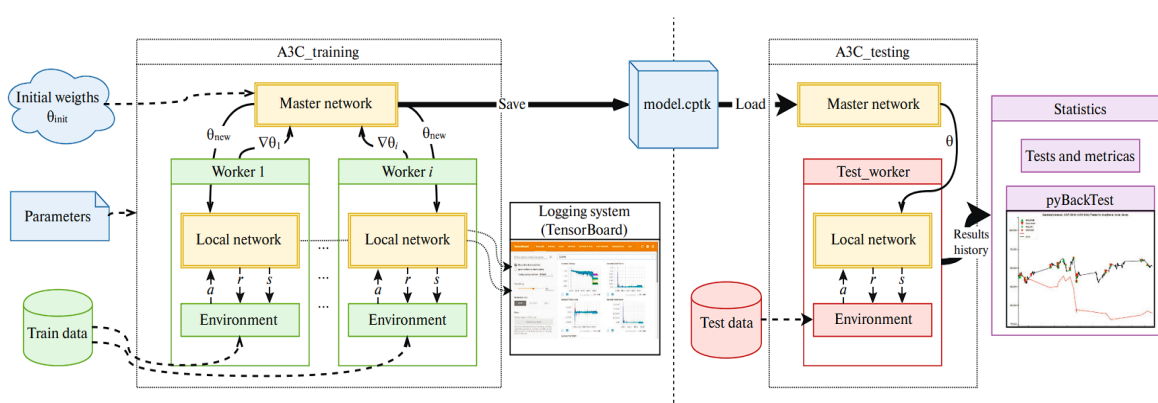 A3C_training
A3C_testing
Initial weigths
θinit
Master network
Save
model.cptk
Load
Master network
Statistics
θnew
∇θ1
∇θi
θnew
θ
Tests and metricas
Worker 1
Worker i
Test_worker
pyBackTest
Parameters
Local network
...
Local network
Logging system
(TensorBoard)
Local network
Results
history
a
r
s
...
a
r
s
a
r
s
...
Train data
Environment
Environment
Test data
Environment